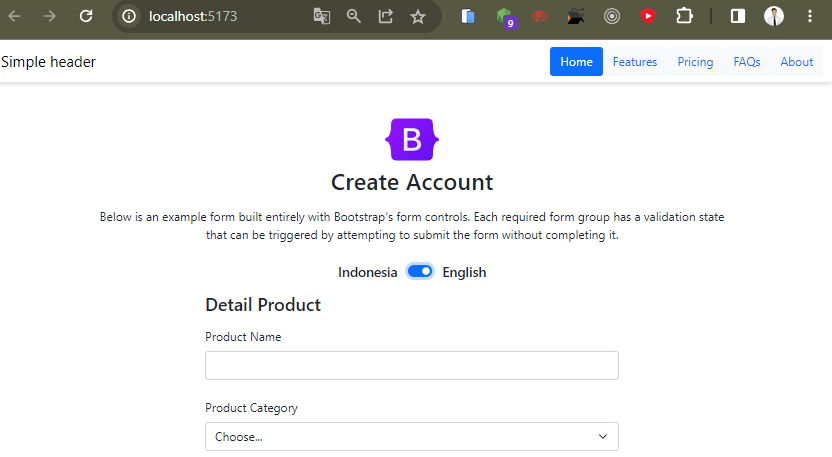 localhost:5173
9
Simple header
Home Features Pricing FAQs About
B
Create Account
Below is an example form built entirely with Bootstrap's form controls. Each required form group has a validation state
that can be triggered by attempting to submit the form without completing it.
Indonesia English
Detail Product
Product Name
Product Category
Choose...